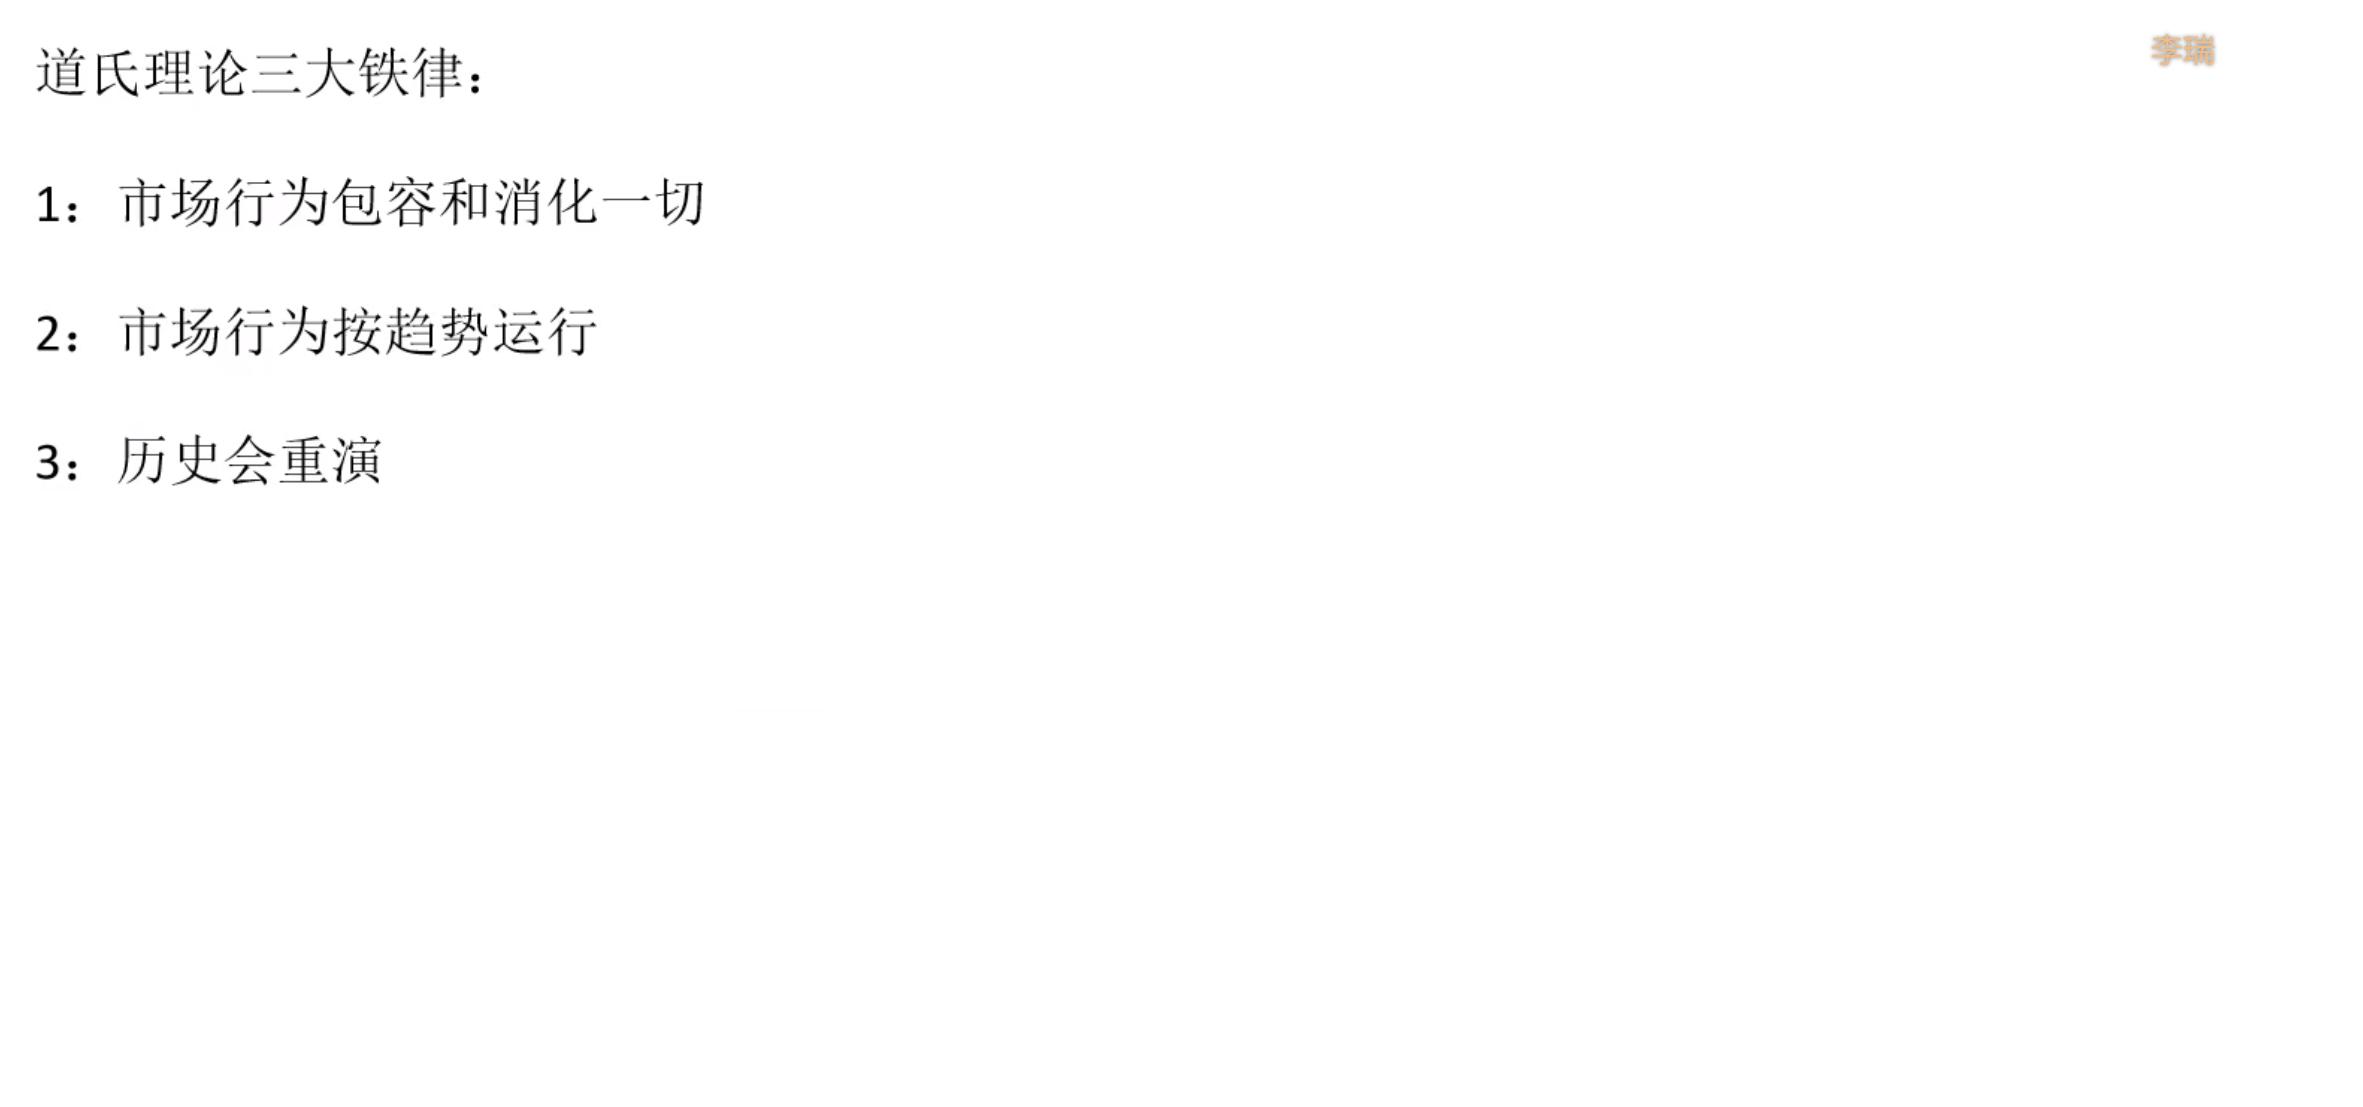 道氏理论三大铁律：
李瑞
1：市场行为包容和消化一切
2：市场行为按趋势运行
3：历史会重演